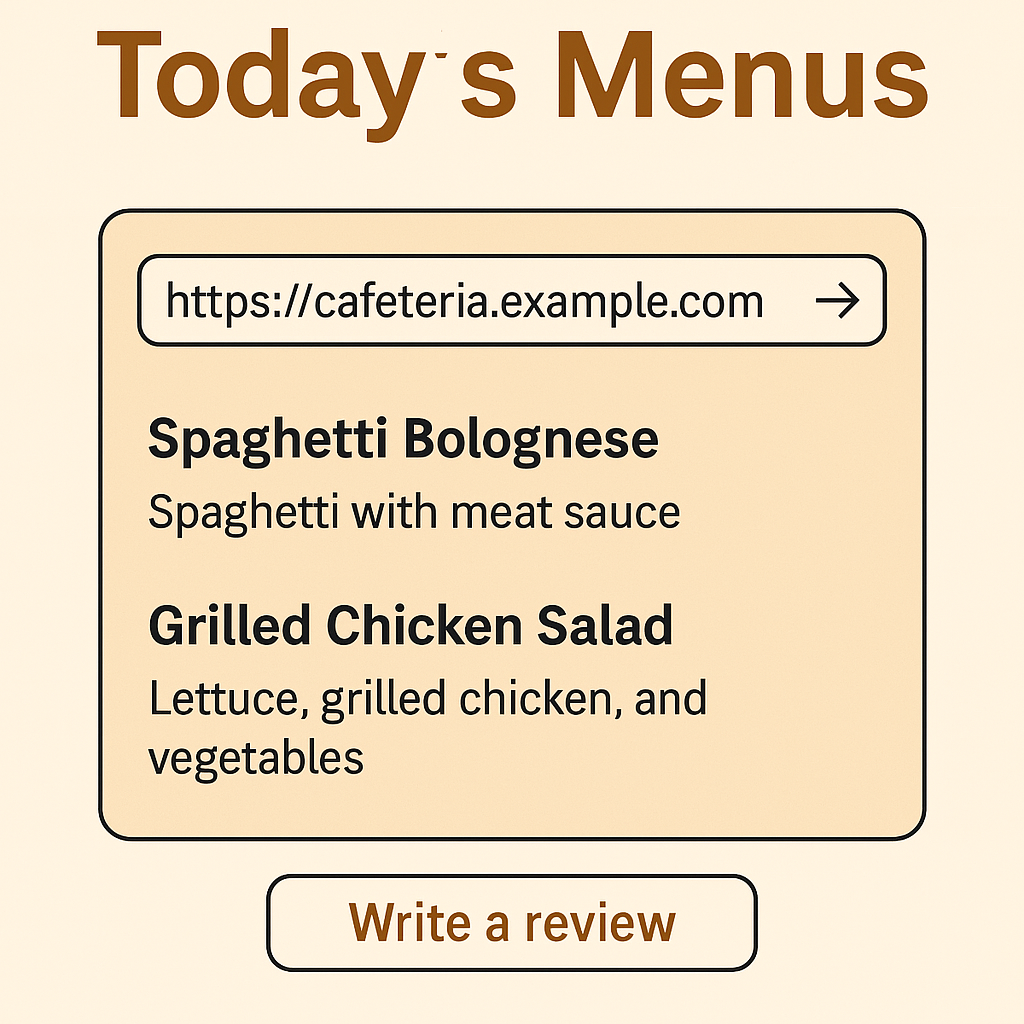 Today's Menus
https://cafeteria.example.com →
Spaghetti Bolognese
Spaghetti with meat sauce
Grilled Chicken Salad
Lettuce, grilled chicken, and
vegetables
Write a review